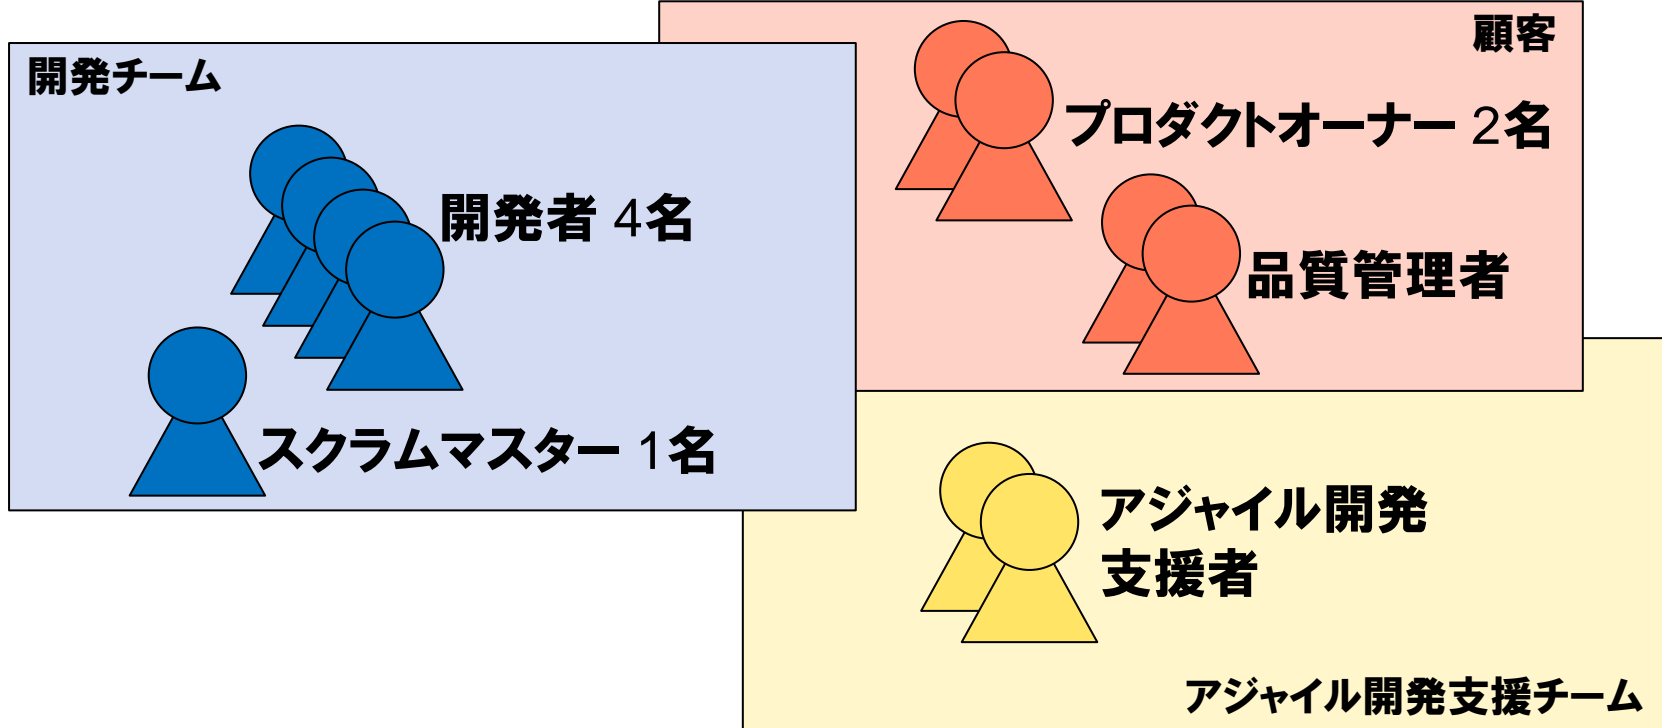 開発チーム
開発者 4名
スクラムマスター 1名
顧客
プロダクトオーナー 2名
品質管理者
アジャイル開発
支援者
アジャイル開発支援チーム